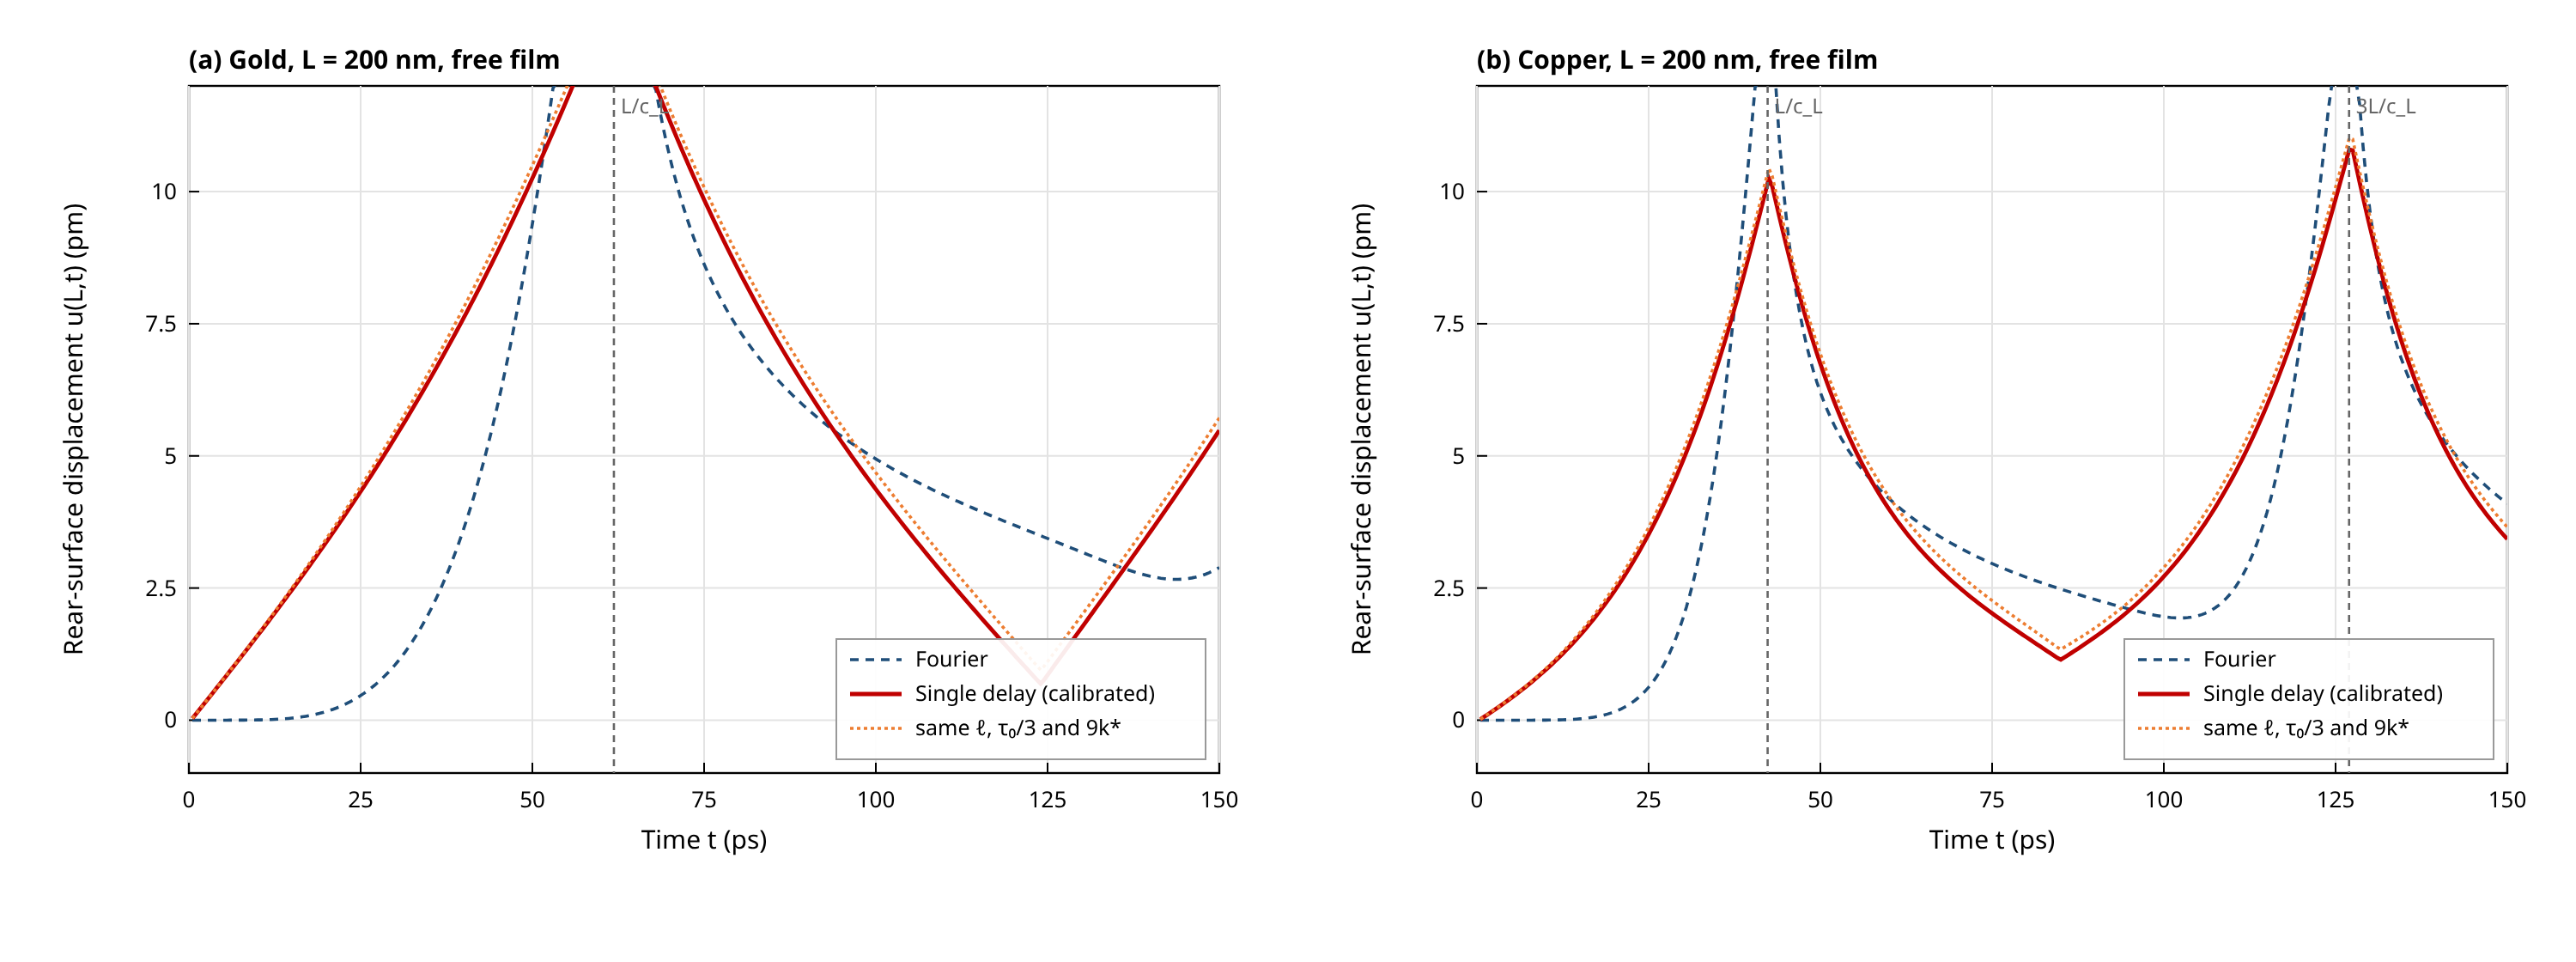 (a) Gold, L = 200 nm, free film
Rear-surface displacement u(L,t) (pm)
10
7.5
5
2.5
0
L/c_L
Fourier
Single delay (calibrated)
same ℓ, τ₀/3 and 9k*
0 25 50 75 100 125 150
Time t (ps)
(b) Copper, L = 200 nm, free film
Rear-surface displacement u(L,t) (pm)
10
7.5
5
2.5
0
L/c_L
3L/c_L
Fourier
Single delay (calibrated)
same ℓ, τ₀/3 and 9k*
0 25 50 75 100 125 150
Time t (ps)